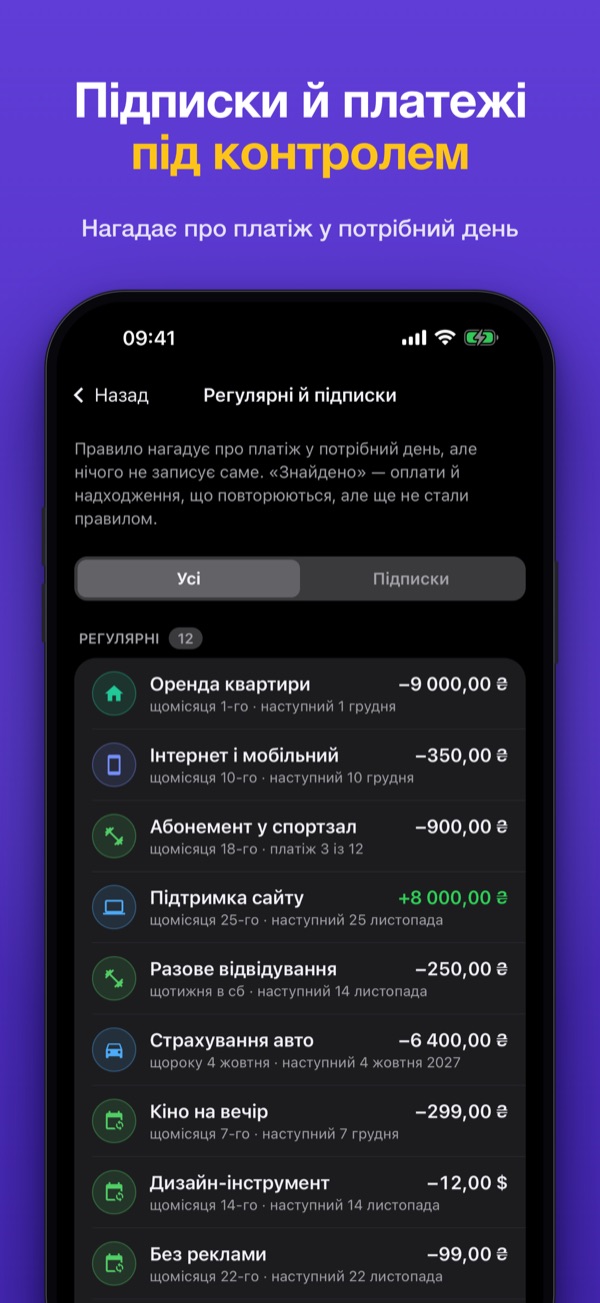 Підписки й платежі
під контролем
Нагадає про платіж у потрібний день
09:41
Назад
Регулярні й підписки
Правило нагадує про платіж у потрібний день, але
нічого не записує саме. «Знайдено» — оплати й
надходження, що повторюються, але ще не стали
правилом.
Усі
Підписки
РЕГУЛЯРНІ 12
Оренда квартири −9 000,00 ₴
щомісяця 1-го · наступний 1 грудня
Інтернет і мобільний −350,00 ₴
щомісяця 10-го · наступний 10 грудня
Абонемент у спортзал −900,00 ₴
щомісяця 18-го · платіж 3 із 12
Підтримка сайту +8 000,00 ₴
щомісяця 25-го · наступний 25 листопада
Разове відвідування −250,00 ₴
щотижня в сб · наступний 14 листопада
Страхування авто −6 400,00 ₴
щороку 4 жовтня · наступний 4 жовтня 2027
Кіно на вечір −299,00 ₴
щомісяця 7-го · наступний 7 грудня
Дизайн-інструмент −12,00 $
щомісяця 14-го · наступний 14 листопада
Без реклами −99,00 ₴
щомісяця 22-го · наступний 22 листопада